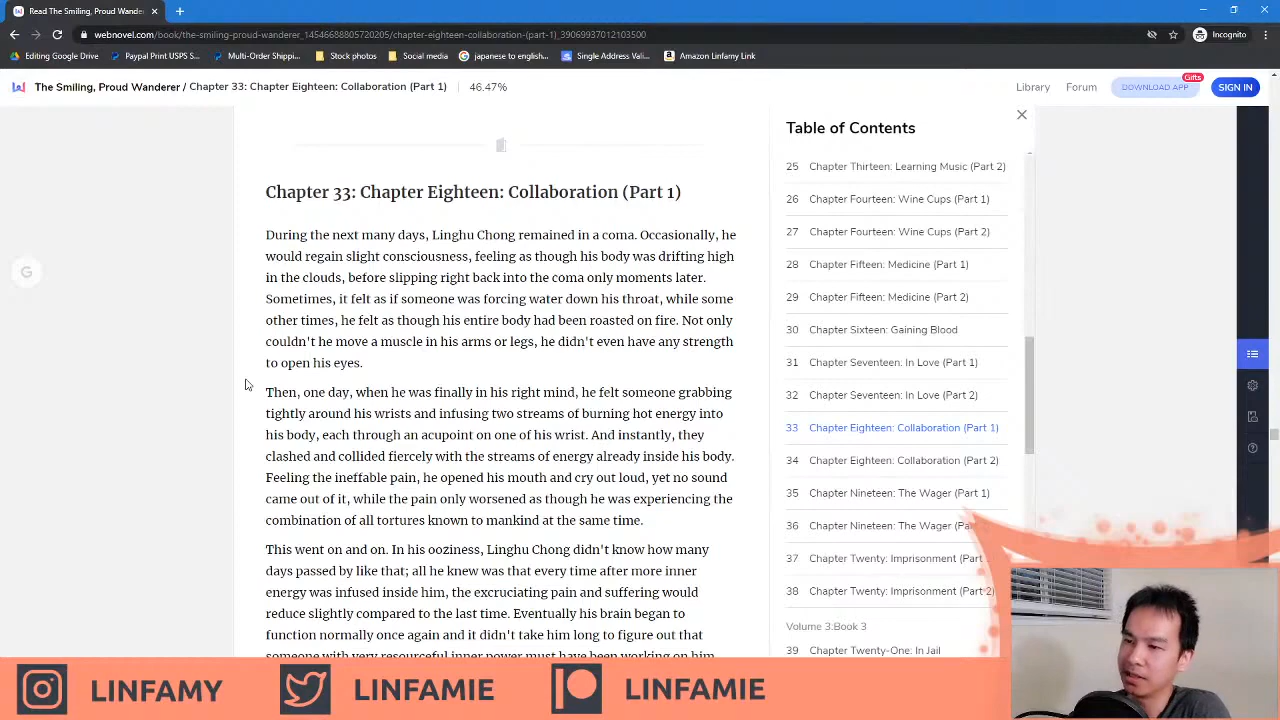 Read The Smiling, Proud Wander
webnovel.com/book/the-smiling-proud-wanderer_14546688805720205/chapter-eighteen-collaboration-(part-1)_39069937012103500
Incognito
Editing Google Drive
Paypal Print USPS S...
Multi-Order Shippi...
Stock photos
Social media
japanese to english...
Single Address Vali...
Amazon Linfamy Link
The Smiling, Proud Wanderer / Chapter 33: Chapter Eighteen: Collaboration (Part 1) 46.47%
Library
Forum
DOWNLOAD APP
Gifts
SIGN IN
Chapter 33: Chapter Eighteen: Collaboration (Part 1)
During the next many days, Linghu Chong remained in a coma. Occasionally, he
would regain slight consciousness, feeling as though his body was drifting high
in the clouds, before slipping right back into the coma only moments later.
Sometimes, it felt as if someone was forcing water down his throat, while some
other times, he felt as though his entire body had been roasted on fire. Not only
couldn't he move a muscle in his arms or legs, he didn't even have any strength
to open his eyes.
Then, one day, when he was finally in his right mind, he felt someone grabbing
tightly around his wrists and infusing two streams of burning hot energy into
his body, each through an acupoint on one of his wrist. And instantly, they
clashed and collided fiercely with the streams of energy already inside his body.
Feeling the ineffable pain, he opened his mouth and cry out loud, yet no sound
came out of it, while the pain only worsened as though he was experiencing the
combination of all tortures known to mankind at the same time.
This went on and on. In his ooziness, Linghu Chong didn't know how many
days passed by like that; all he knew was that every time after more inner
energy was infused inside him, the excruciating pain and suffering would
reduce slightly compared to the last time. Eventually his brain began to
function normally once again and it didn't take him long to figure out that
someone with very resourceful inner power must have been working on him
Table of Contents
25 Chapter Thirteen: Learning Music (Part 2)
26 Chapter Fourteen: Wine Cups (Part 1)
27 Chapter Fourteen: Wine Cups (Part 2)
28 Chapter Fifteen: Medicine (Part 1)
29 Chapter Fifteen: Medicine (Part 2)
30 Chapter Sixteen: Gaining Blood
31 Chapter Seventeen: In Love (Part 1)
32 Chapter Seventeen: In Love (Part 2)
33 Chapter Eighteen: Collaboration (Part 1)
34 Chapter Eighteen: Collaboration (Part 2)
35 Chapter Nineteen: The Wager (Part 1)
36 Chapter Nineteen: The Wager (Pa
37 Chapter Twenty: Imprisonment (Part
38 Chapter Twenty: Imprisonment (Part 2)
Volume 3:Book 3
39 Chapter Twenty-One: In Jail
LINFAMY
LINFAMIE
LINFAMIE